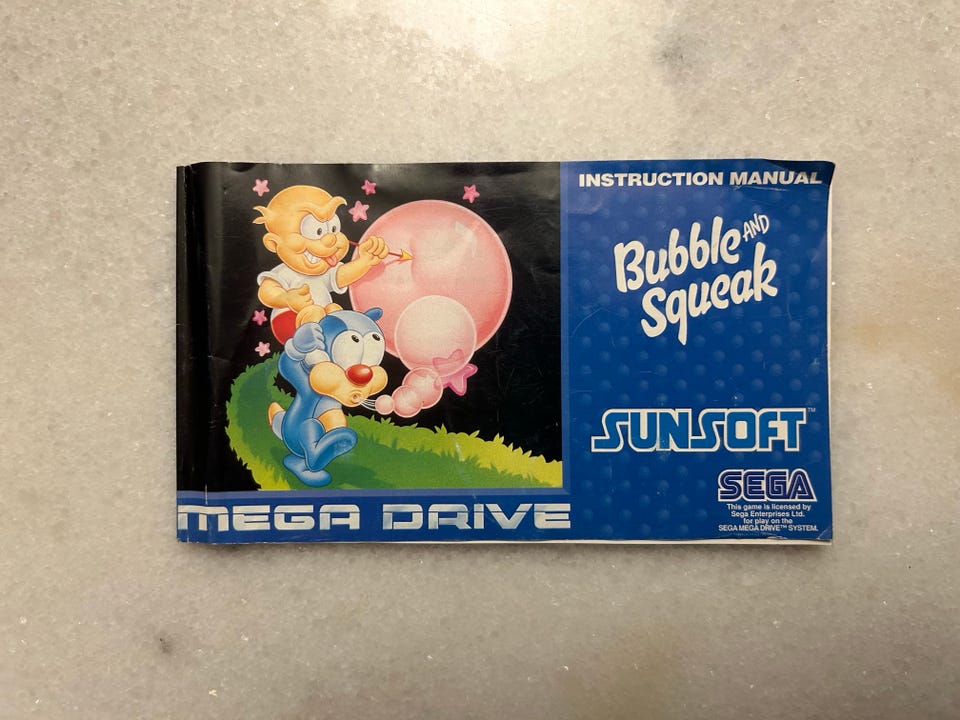 INSTRUCTION MANUAL
Bubble AND
Squeak
SUNSOFT™
SEGA
This game is licensed by
Sega Enterprises Ltd.
for play on the
SEGA MEGA DRIVE™ SYSTEM.
MEGA DRIVE